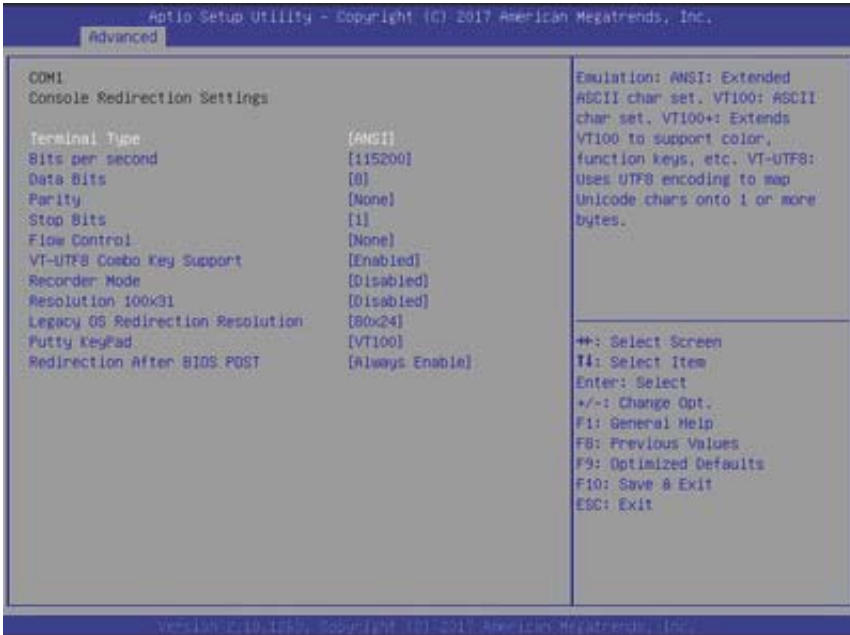 Aptio Setup Utility – Copyright (C) 2017 American Megatrends, Inc.
Advanced
COM1
Console Redirection Settings
Terminal Type [ANSI]
Bits per second [115200]
Data Bits [8]
Parity [None]
Stop Bits [1]
Flow Control [None]
VT-UTF8 Combo Key Support [Enabled]
Recorder Mode [Disabled]
Resolution 100x31 [Disabled]
Legacy OS Redirection Resolution [80x24]
Putty KeyPad [VT100]
Redirection After BIOS POST [Always Enable]
Emulation: ANSI: Extended
ASCII char set. VT100: ASCII
char set. VT100+: Extends
VT100 to support color,
function keys, etc. VT-UTF8:
Uses UTF8 encoding to map
Unicode chars onto 1 or more
bytes.
→←: Select Screen
↑↓: Select Item
Enter: Select
+/-: Change Opt.
F1: General Help
F8: Previous Values
F9: Optimized Defaults
F10: Save & Exit
ESC: Exit
Version Copyright (C) 2017 American Megatrends, Inc.